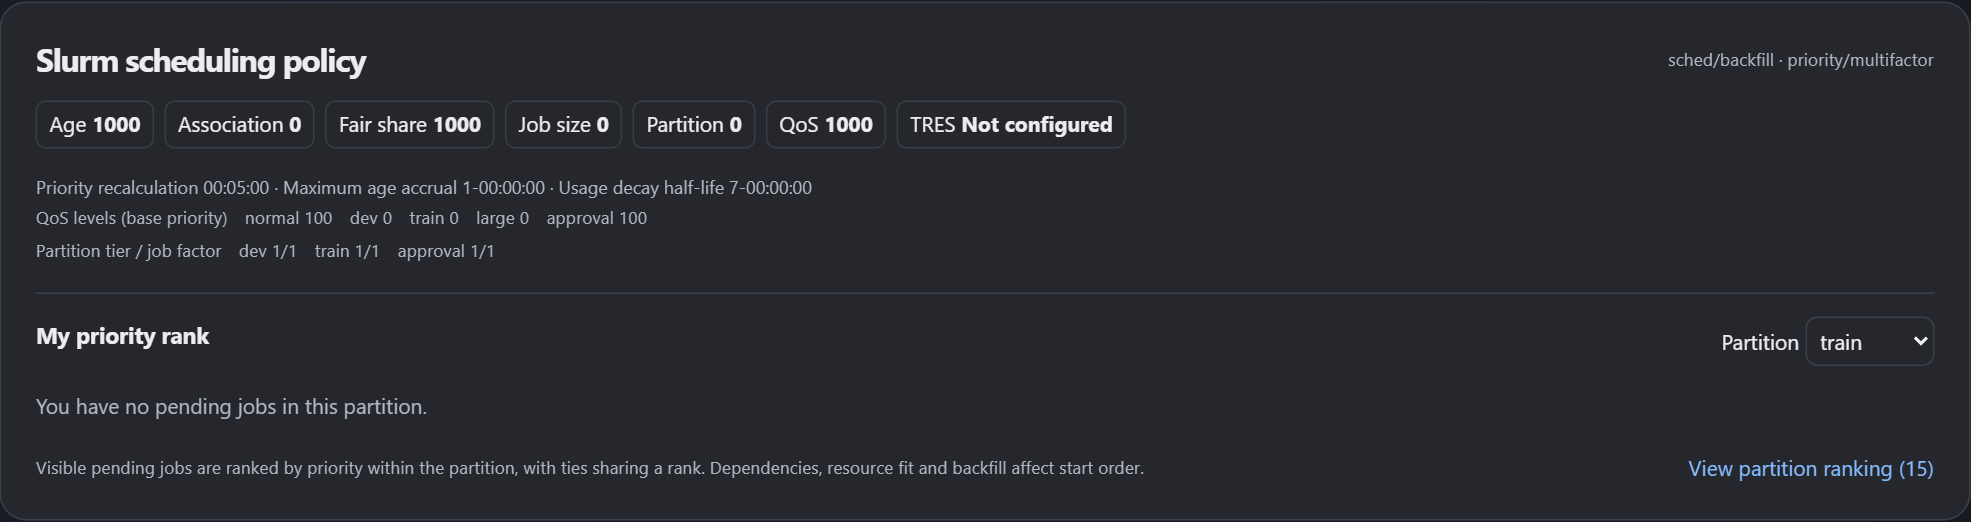 Slurm scheduling policy
sched/backfill · priority/multifactor
Age 1000 Association 0 Fair share 1000 Job size 0 Partition 0 QoS 1000 TRES Not configured
Priority recalculation 00:05:00 · Maximum age accrual 1-00:00:00 · Usage decay half-life 7-00:00:00
QoS levels (base priority) normal 100 dev 0 train 0 large 0 approval 100
Partition tier / job factor dev 1/1 train 1/1 approval 1/1
My priority rank
Partition train
You have no pending jobs in this partition.
Visible pending jobs are ranked by priority within the partition, with ties sharing a rank. Dependencies, resource fit and backfill affect start order.
View partition ranking (15)